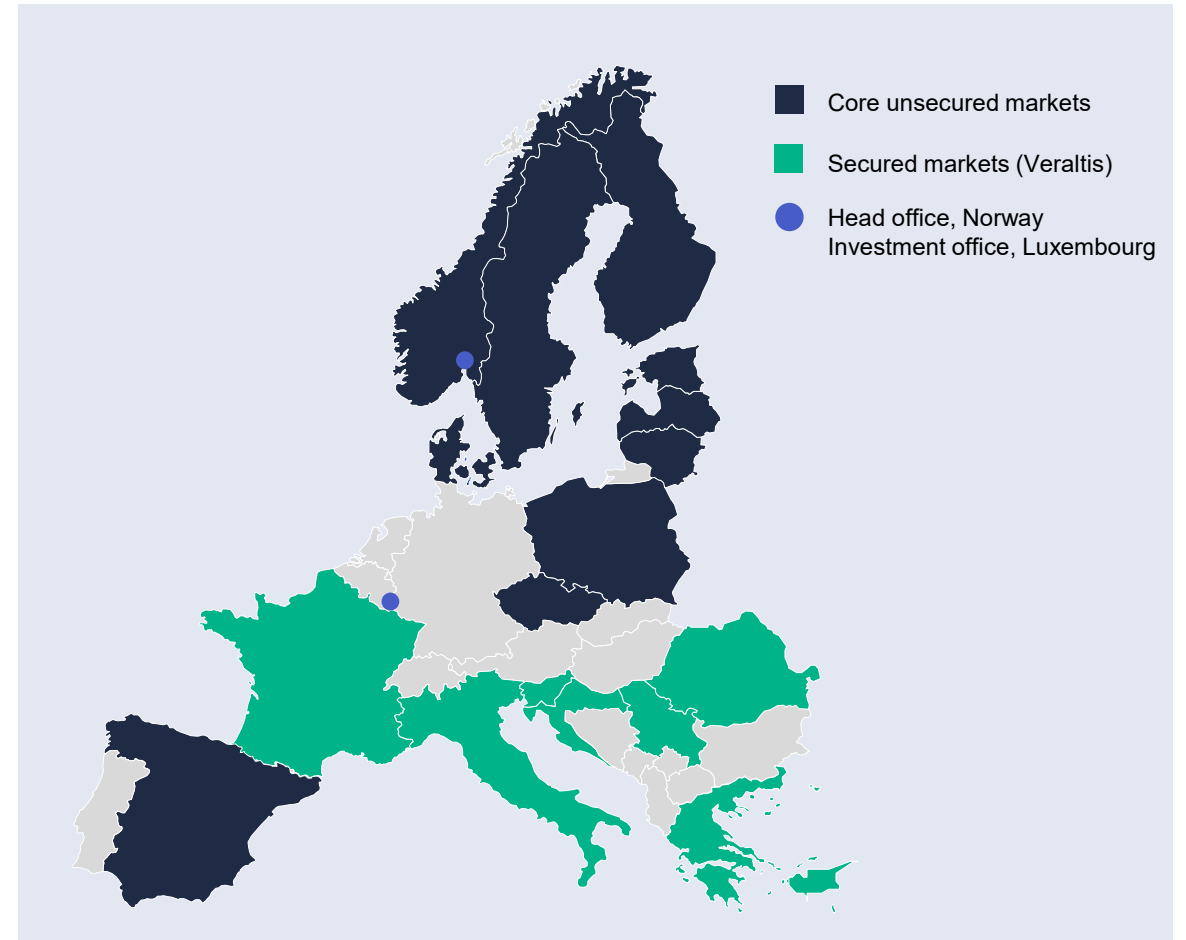 Core unsecured markets
Secured markets (Veraltis)
Head office, Norway
Investment office, Luxembourg